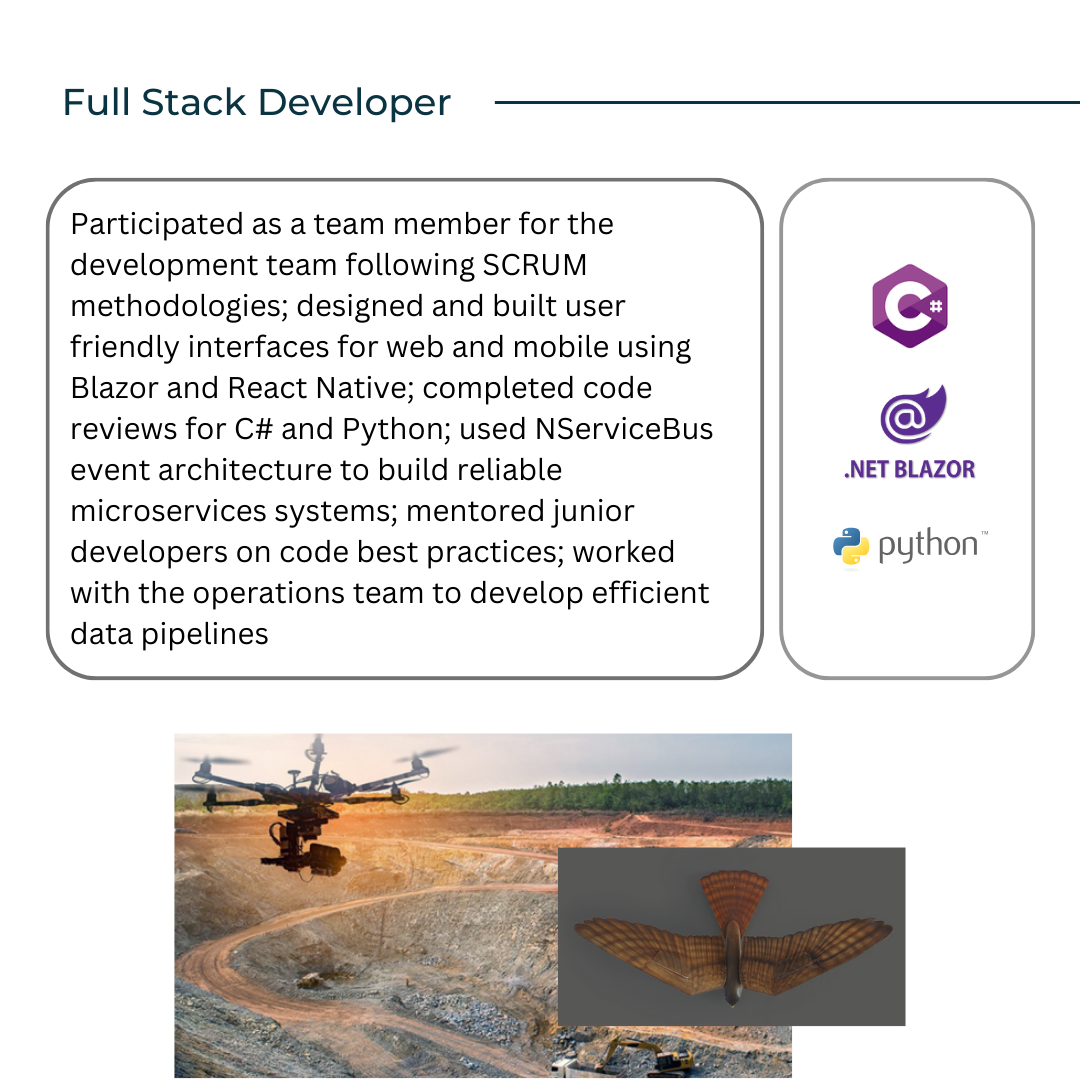 Full Stack Developer
Participated as a team member for the
development team following SCRUM
methodologies; designed and built user
friendly interfaces for web and mobile using
Blazor and React Native; completed code
reviews for C# and Python; used NServiceBus
event architecture to build reliable
microservices systems; mentored junior
developers on code best practices; worked
with the operations team to develop efficient
data pipelines
C#
@
.NET BLAZOR
python™